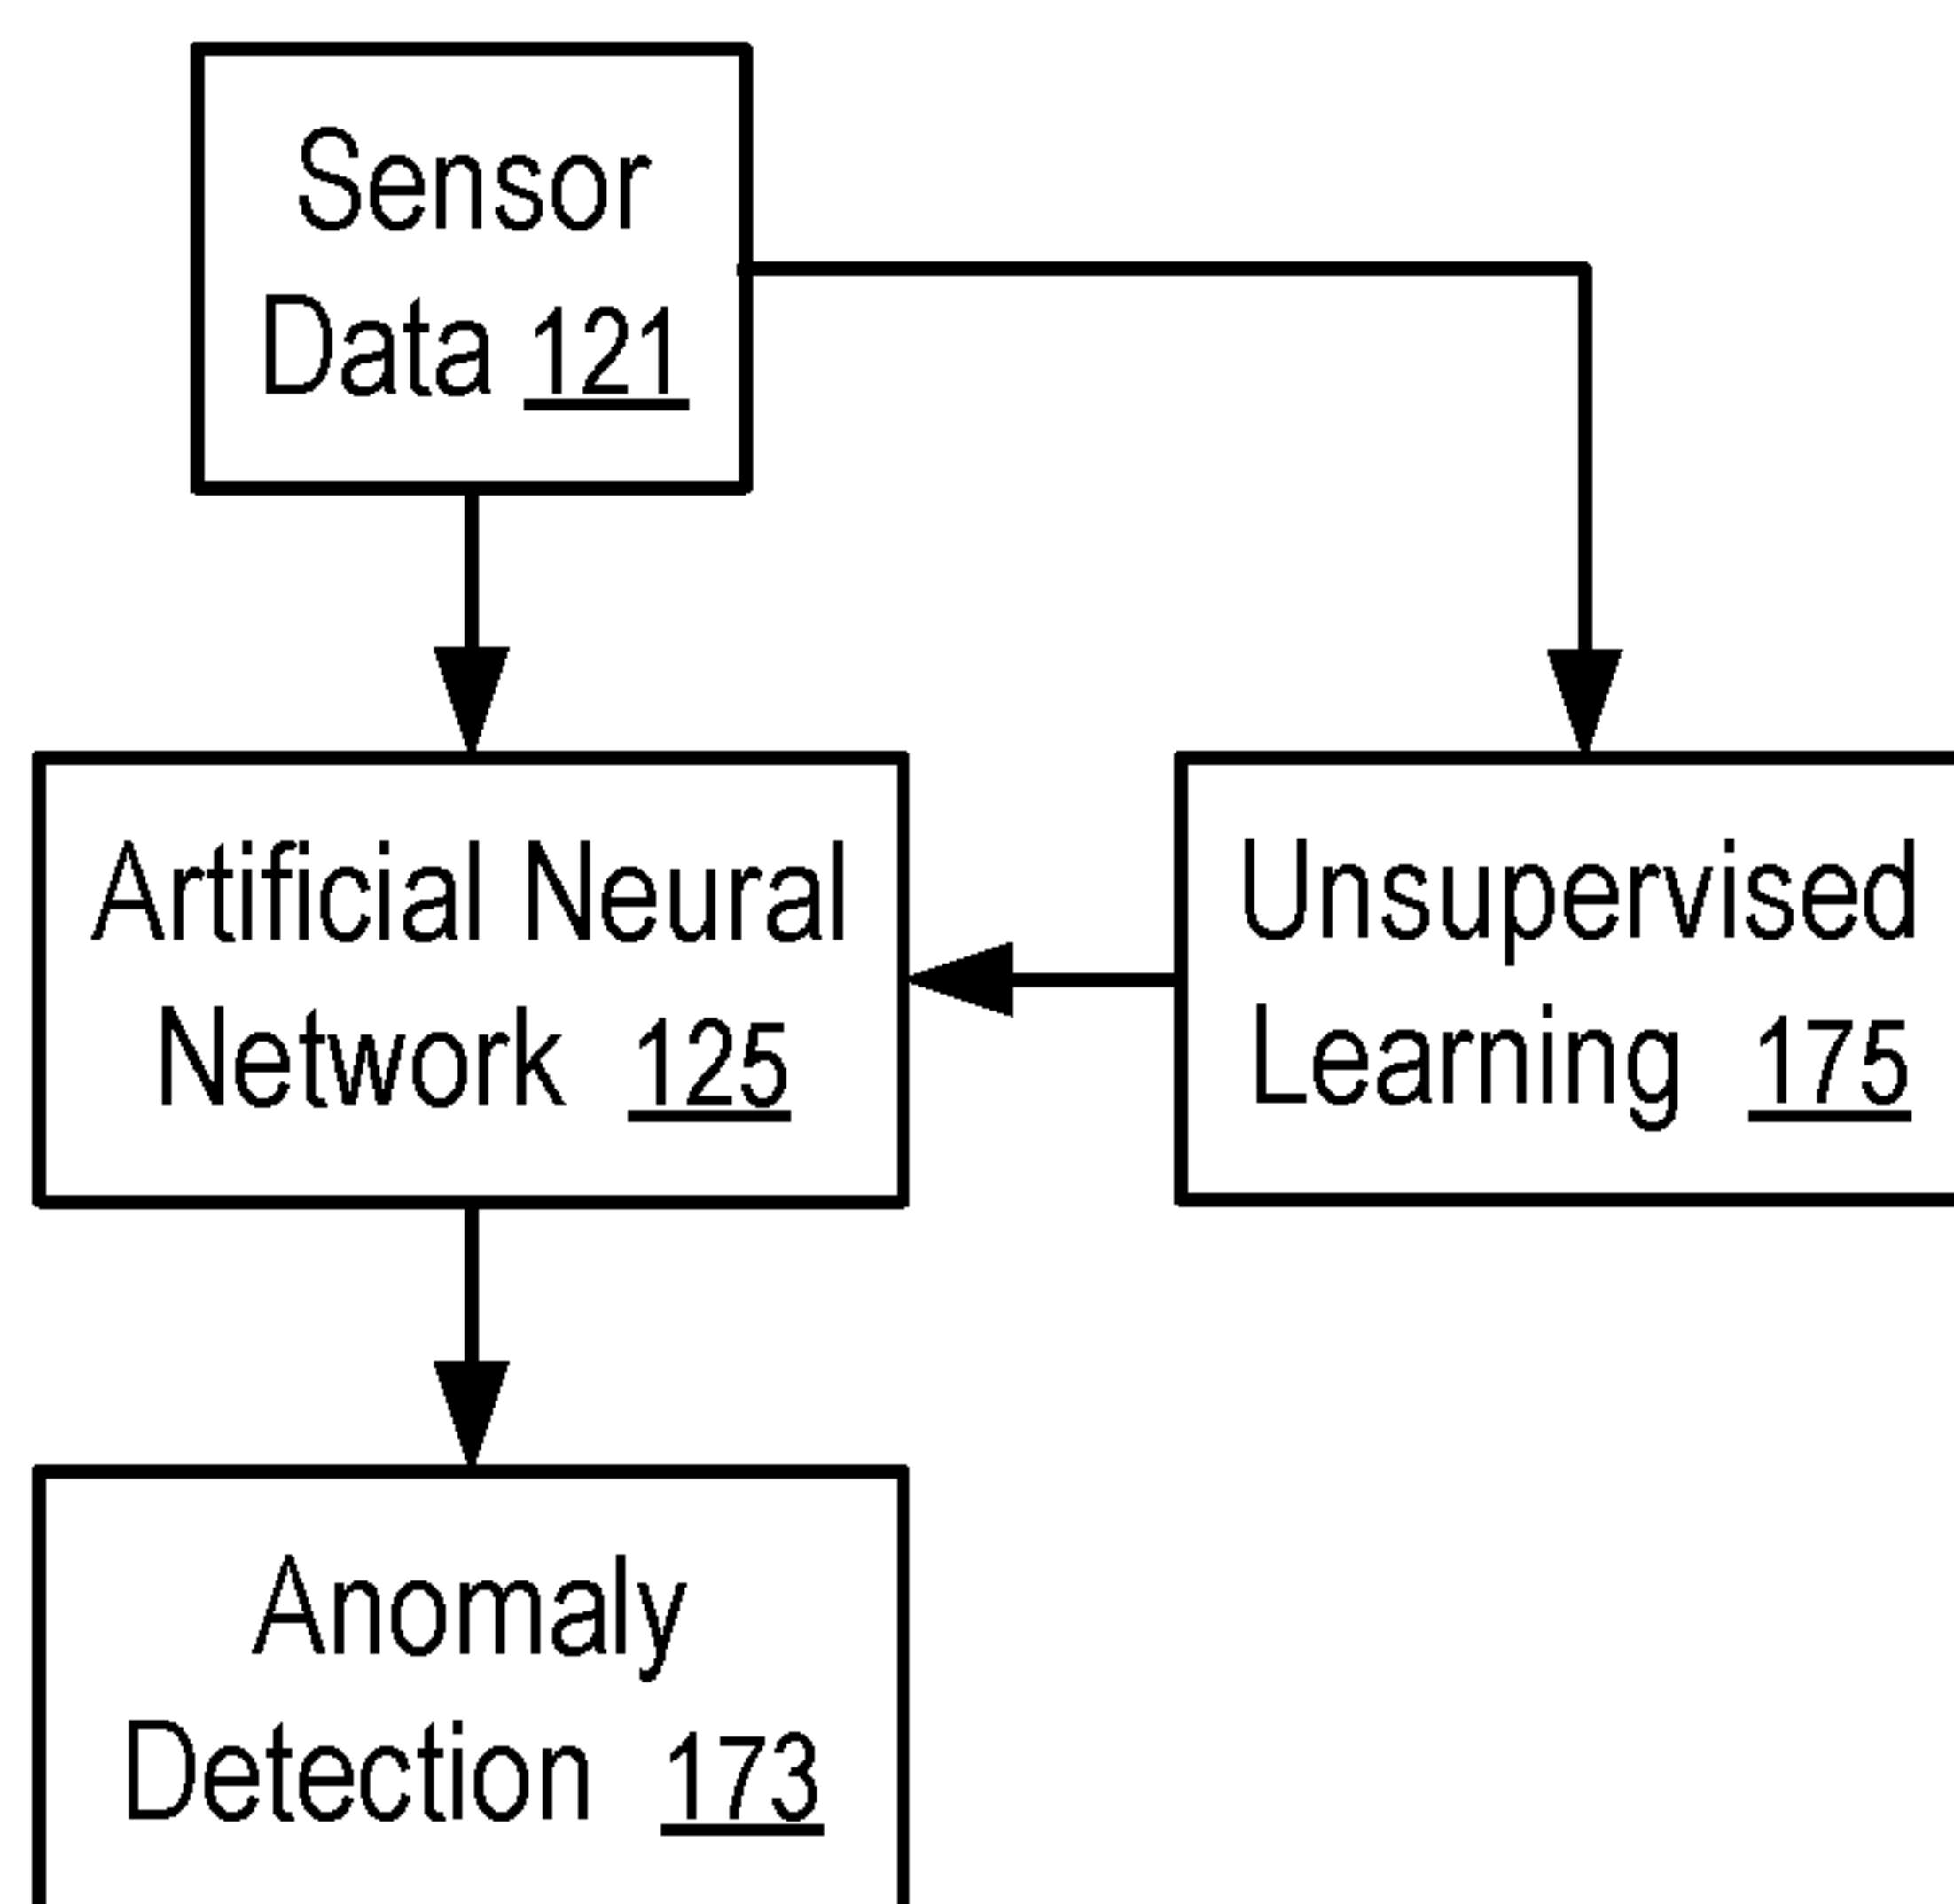 Sensor
Data 121
Artificial Neural
Network 125
Unsupervised
Learning 175
Anomaly
Detection 173